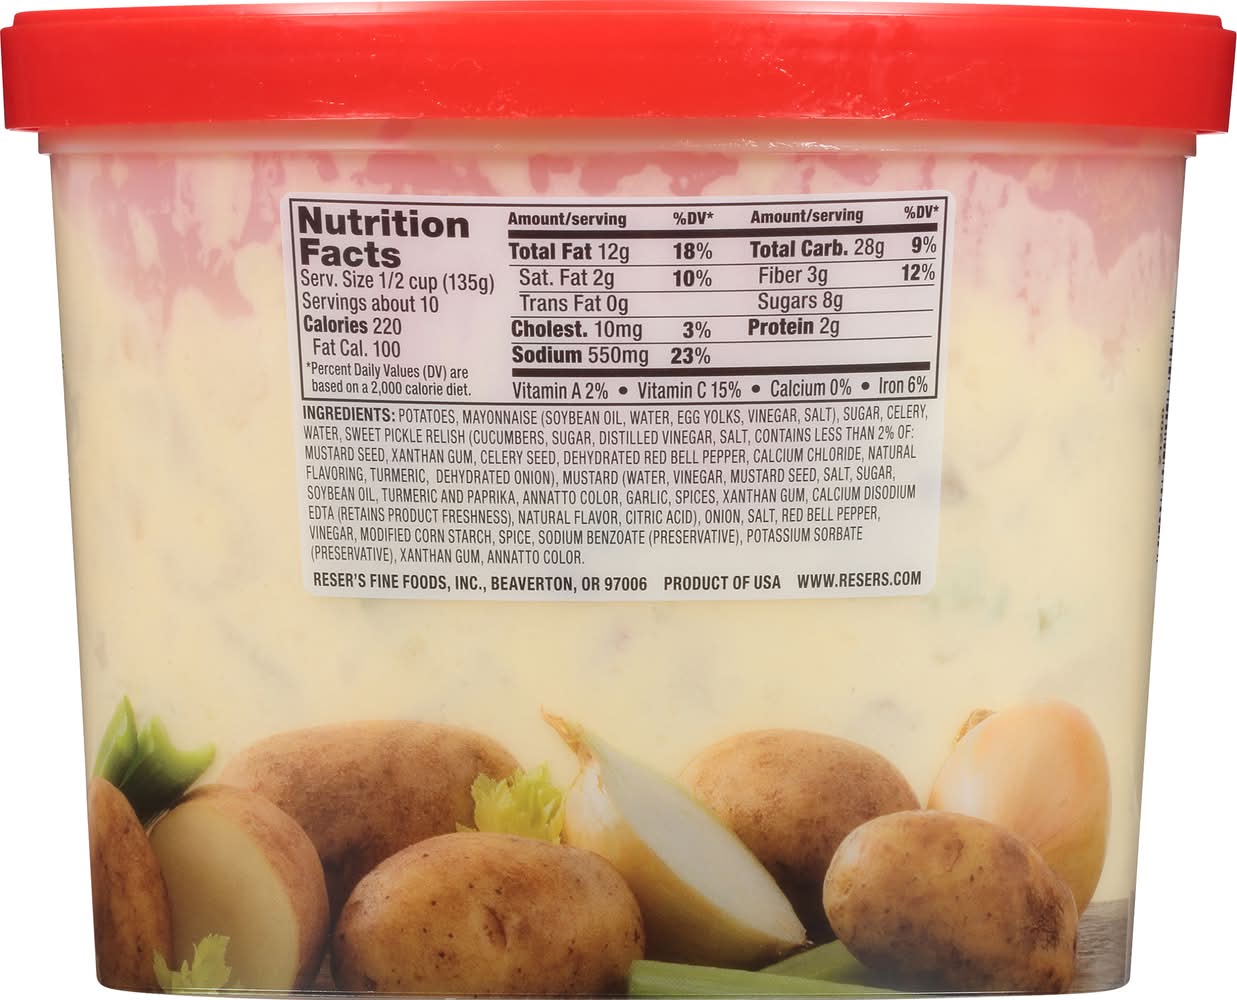 Nutrition
Facts
Serv. Size 1/2 cup (135g)
Servings about 10
Calories 220
Fat Cal. 100
*Percent Daily Values (DV) are
based on a 2,000 calorie diet.
Amount/serving %DV*
Total Fat 12g 18%
Sat. Fat 2g 10%
Trans Fat 0g
Cholest. 10mg 3%
Sodium 550mg 23%
Amount/serving %DV*
Total Carb. 28g 9%
Fiber 3g 12%
Sugars 8g
Protein 2g
Vitamin A 2% • Vitamin C 15% • Calcium 0% • Iron 6%
INGREDIENTS: POTATOES, MAYONNAISE (SOYBEAN OIL, WATER, EGG YOLKS, VINEGAR, SALT), SUGAR, CELERY,
WATER, SWEET PICKLE RELISH (CUCUMBERS, SUGAR, DISTILLED VINEGAR, SALT, CONTAINS LESS THAN 2% OF:
MUSTARD SEED, XANTHAN GUM, CELERY SEED, DEHYDRATED RED BELL PEPPER, CALCIUM CHLORIDE, NATURAL
FLAVORING, TURMERIC, DEHYDRATED ONION), MUSTARD (WATER, VINEGAR, MUSTARD SEED, SALT, SUGAR,
SOYBEAN OIL, TURMERIC AND PAPRIKA, ANNATTO COLOR, GARLIC, SPICES, XANTHAN GUM, CALCIUM DISODIUM
EDTA (RETAINS PRODUCT FRESHNESS), NATURAL FLAVOR, CITRIC ACID), ONION, SALT, RED BELL PEPPER,
VINEGAR, MODIFIED CORN STARCH, SPICE, SODIUM BENZOATE (PRESERVATIVE), POTASSIUM SORBATE
(PRESERVATIVE), XANTHAN GUM, ANNATTO COLOR.
RESER'S FINE FOODS, INC., BEAVERTON, OR 97006 PRODUCT OF USA WWW.RESERS.COM